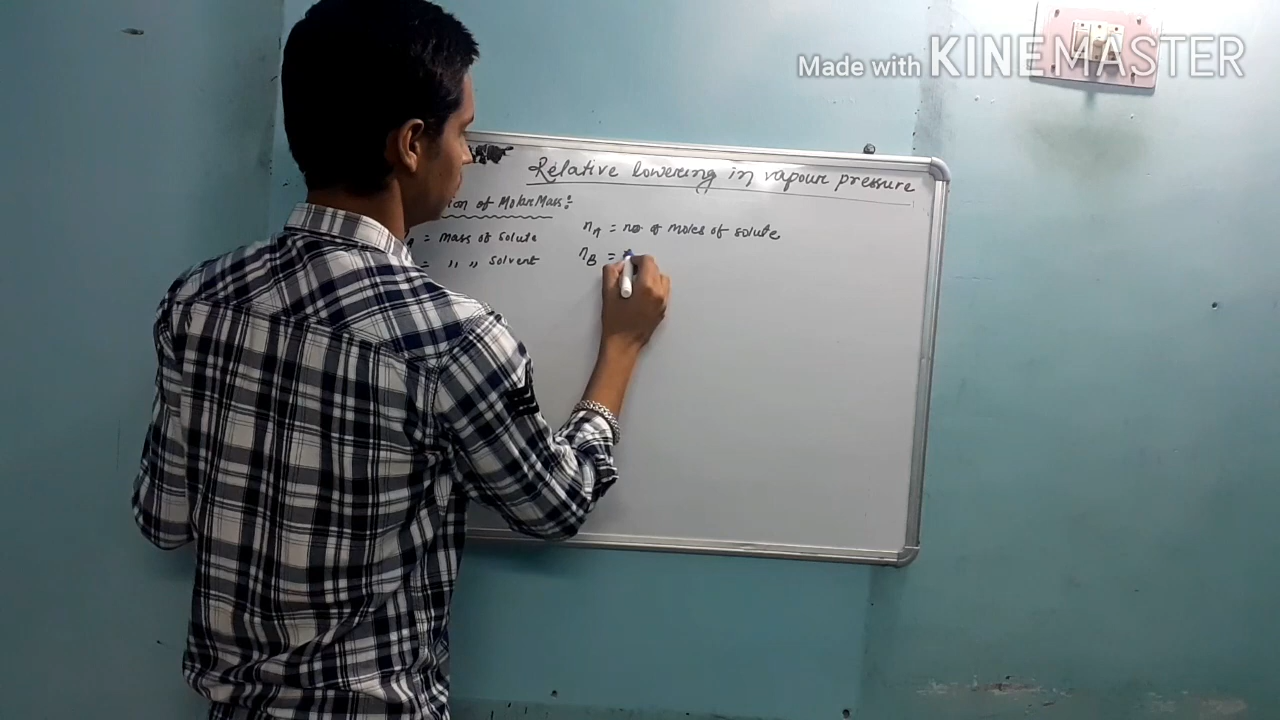 Made with KINEMASTER
Relative lowering in vapour pressure
of Molar Mass:
= mass of solute
= ,, ,, solvent
nA = no of moles of solute
nB =